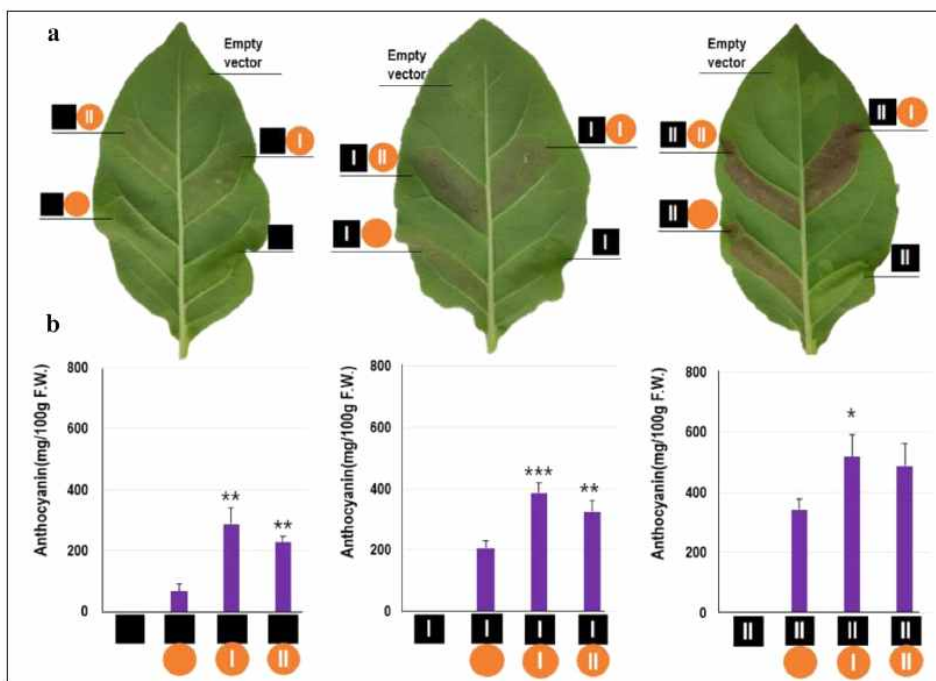 a
Empty
vector
Empty
vector
Empty
vector
II
I
I II
I I
I
I
II II
II I
II
II
b
Anthocyanin(mg/100g F.W.)
800
600
400
200
0
**
**
I II
Anthocyanin(mg/100g F.W.)
800
600
400
200
0
***
**
I I I I
I II
Anthocyanin(mg/100g F.W.)
800
600
400
200
0
*
II II II II
I II